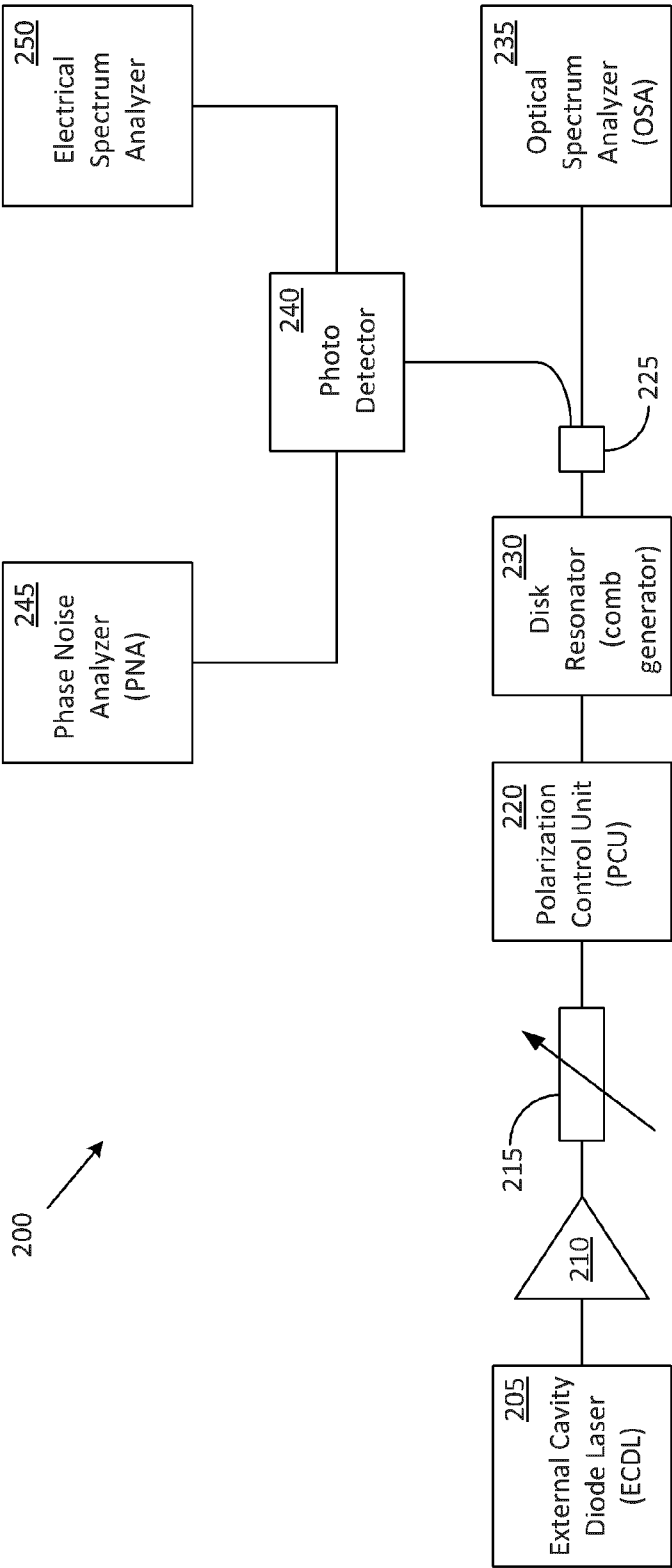 200
205
External Cavity
Diode Laser
(ECDL)
210
215
220
Polarization
Control Unit
(PCU)
230
Disk
Resonator
(comb
generator)
225
235
Optical
Spectrum
Analyzer
(OSA)
240
Photo
Detector
245
Phase Noise
Analyzer
(PNA)
250
Electrical
Spectrum
Analyzer